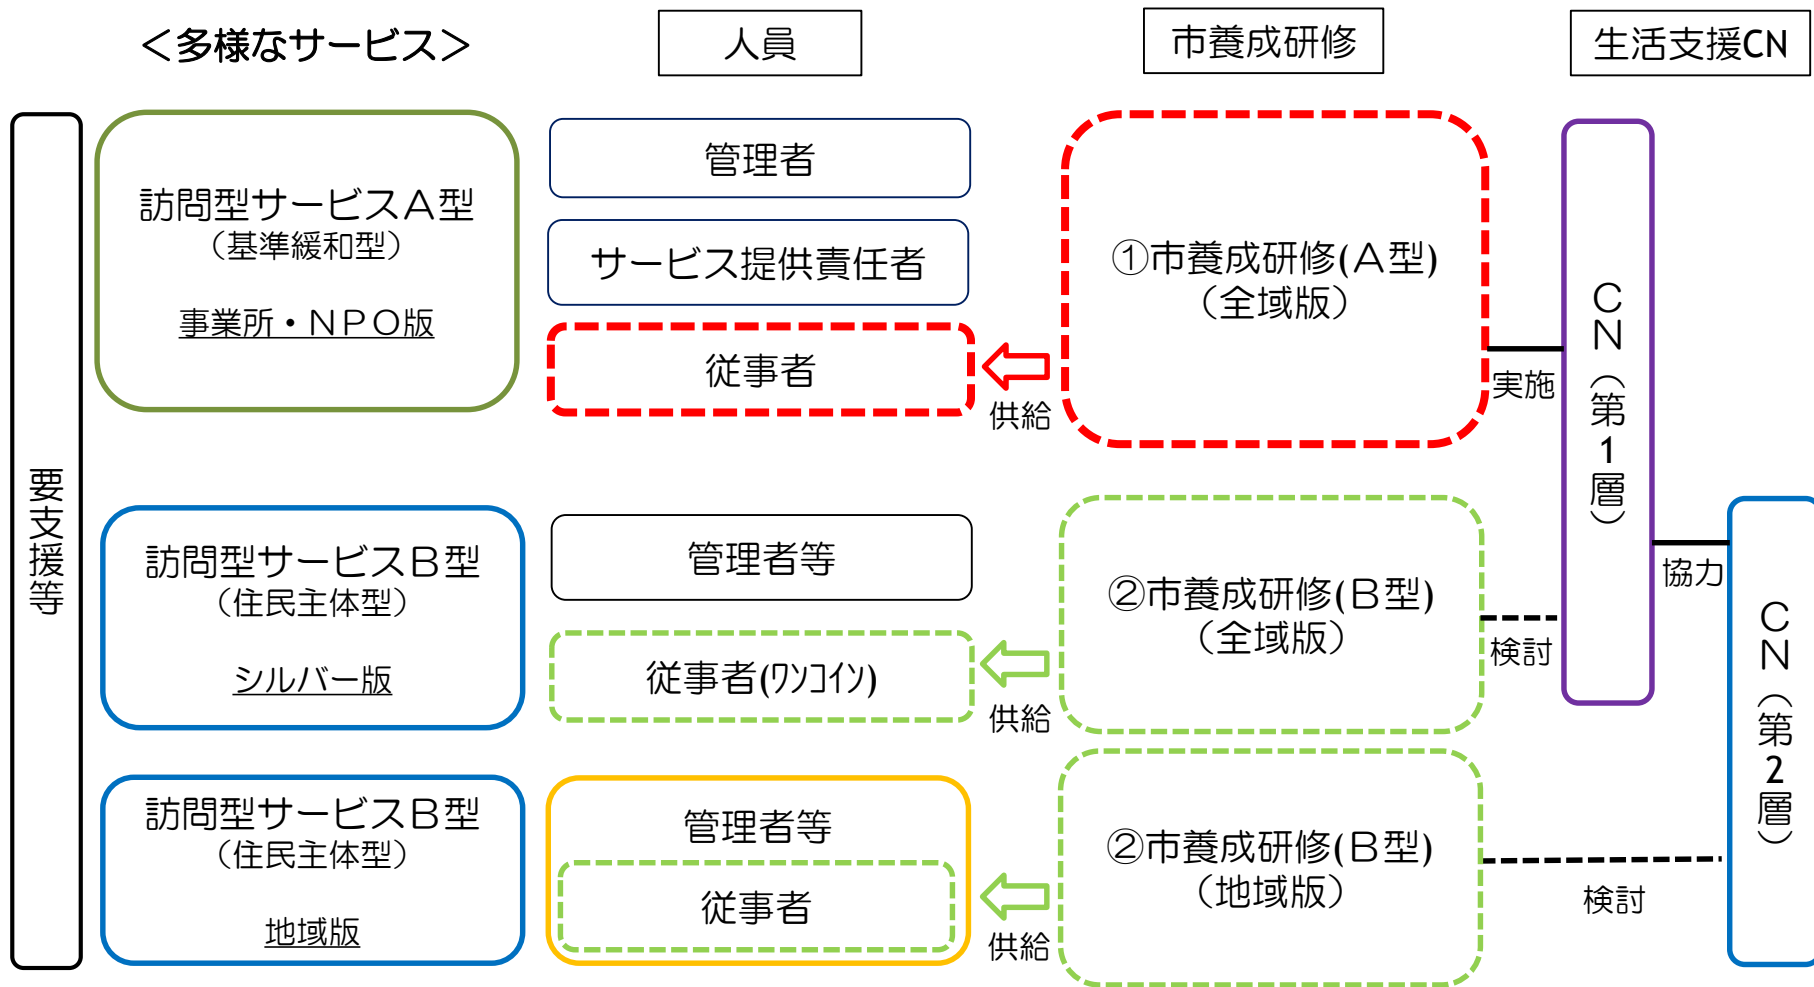 ＜多様なサービス＞
人員
市養成研修
生活支援CN
要支援等
訪問型サービスＡ型
（基準緩和型）
事業所・ＮＰＯ版
管理者
サービス提供責任者
従事者
供給
①市養成研修(Ａ型)
（全域版）
実施
ＣＮ（第1層）
訪問型サービスＢ型
（住民主体型）
シルバー版
管理者等
従事者(ﾜﾝｺｲﾝ)
供給
②市養成研修(Ｂ型)
（全域版）
検討
協力
ＣＮ（第2層）
訪問型サービスＢ型
（住民主体型）
地域版
管理者等
従事者
供給
②市養成研修(Ｂ型)
（地域版）
検討